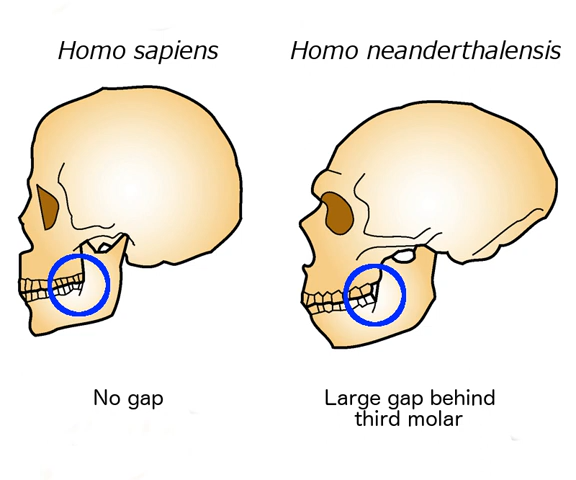 Homo sapiens
Homo neanderthalensis
No gap
Large gap behind
third molar